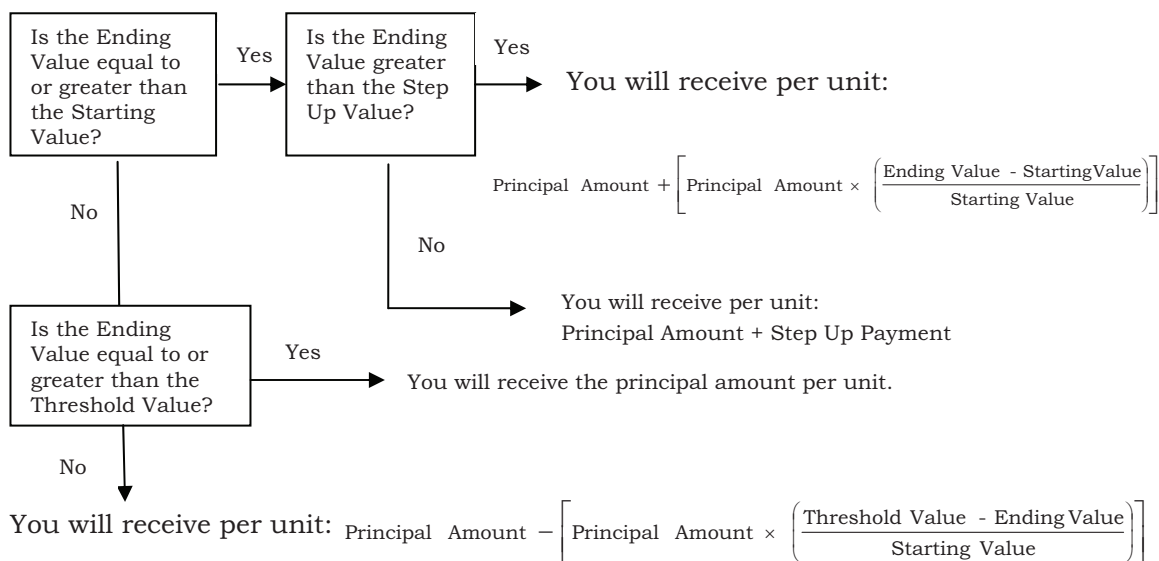 Is the Ending
Value equal to
or greater than
the Starting
Value?
Yes
Is the Ending
Value greater
than the Step
Up Value?
Yes
You will receive per unit:
Principal Amount + [Principal Amount × (Ending Value - StartingValue / Starting Value)]
No
No
You will receive per unit:
Principal Amount + Step Up Payment
Is the Ending
Value equal to or
greater than the
Threshold Value?
Yes
You will receive the principal amount per unit.
No
You will receive per unit: Principal Amount − [Principal Amount × (Threshold Value - Ending Value / Starting Value)]